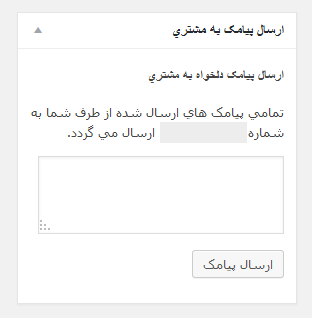 ارسال پيامک به مشتري
ارسال پيامک دلخواه به مشتري
تمامي پيامک هاي ارسال شده از طرف شما به
شماره ارسال مي گردد.
ارسال پيامک